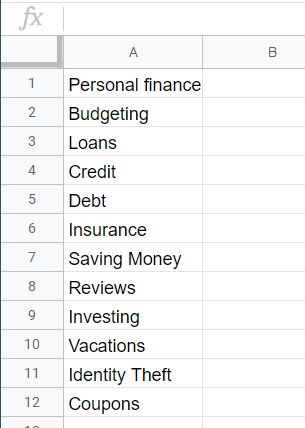 fx
A B
1 Personal finance
2 Budgeting
3 Loans
4 Credit
5 Debt
6 Insurance
7 Saving Money
8 Reviews
9 Investing
10 Vacations
11 Identity Theft
12 Coupons